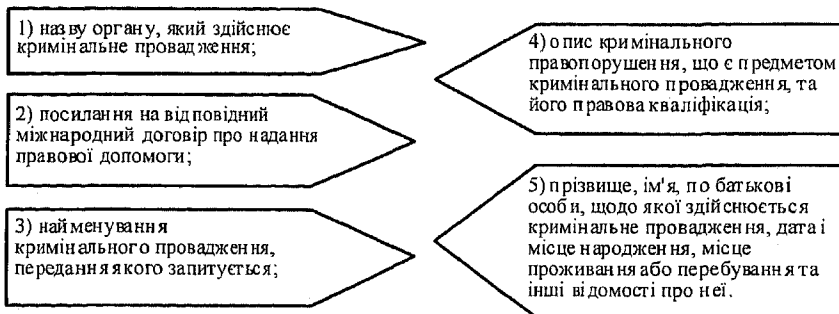 1) назву органу, який здійснює
кримінальне провадження;
2) посилання на відповідний
міжнародний договір про надання
правової допомоги;
3) найменування
кримінального провадження,
передання якого запитується;
4) опис кримінального
правопорушення, що є предметом
кримінального провадження, та
його правова кваліфікація;
5) прізвище, ім'я, по батькові
особи, щодо якої здійснюється
кримінальне провадження, дата і
місце народження, місце
проживання або перебування та
інші відомості про неї.